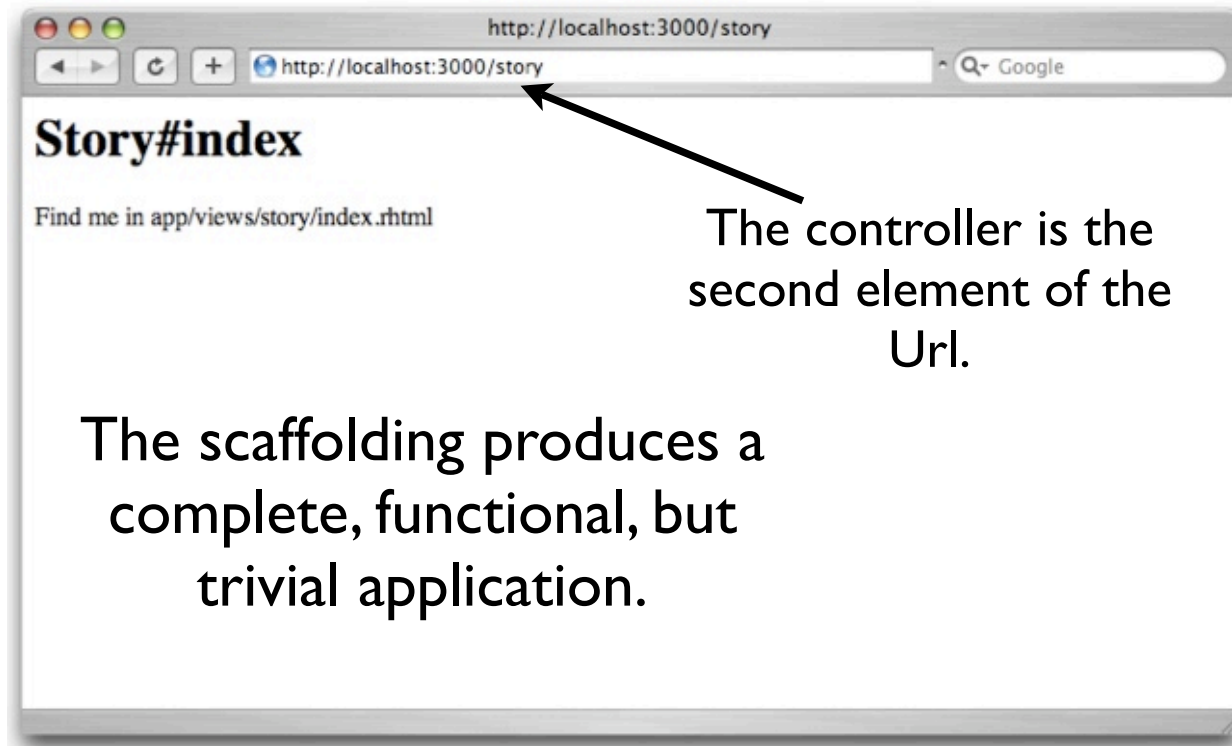 http://localhost:3000/story
http://localhost:3000/story
Google
Story#index
Find me in app/views/story/index.rhtml
The controller is the
second element of the
Url.
The scaffolding produces a
complete, functional, but
trivial application.